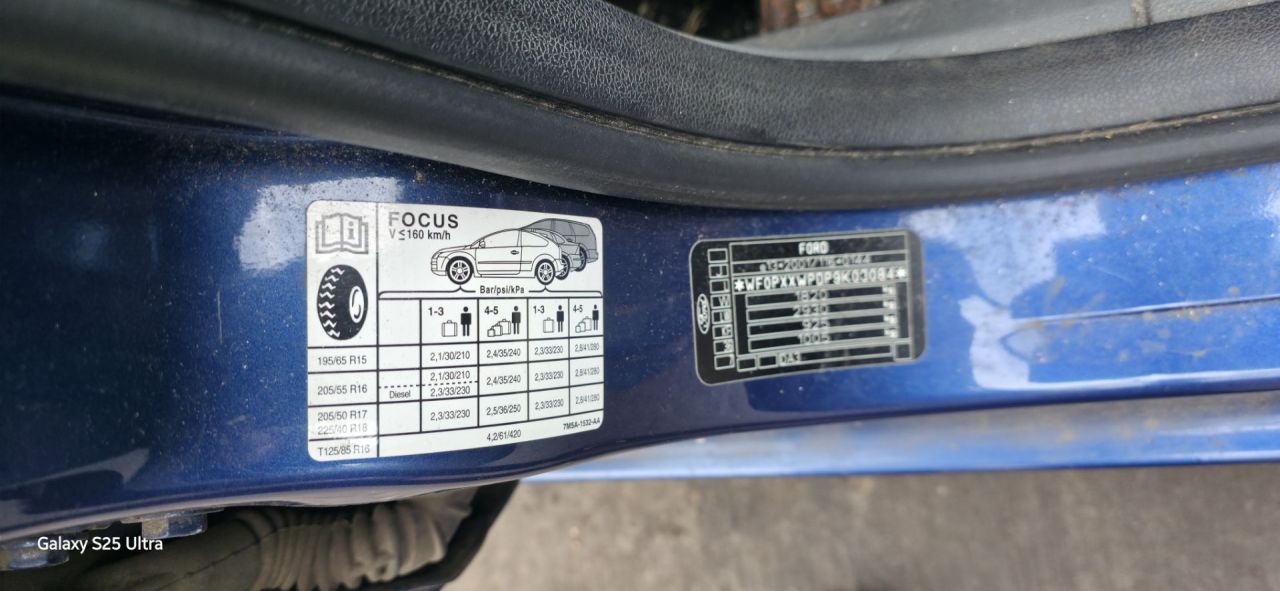 FOCUS
V ≤ 160 km/h
Bar/psi/kPa
1-3 4-5 1-3 4-5
195/65 R15 2,1/30/210 2,4/35/240 2,3/33/230 2,8/41/280
205/55 R16 2,1/30/210 2,4/35/240 2,3/33/230 2,8/41/280
Diesel 2,3/33/230
205/50 R17 2,3/33/230 2,5/36/250 2,3/33/230 2,8/41/280
225/40 R18
T125/85 R16 4,2/61/420
7M5A-1532-AA
FORD
*WF0PXXWPDP9K03084*
1820
2930
925
1005
Galaxy S25 Ultra